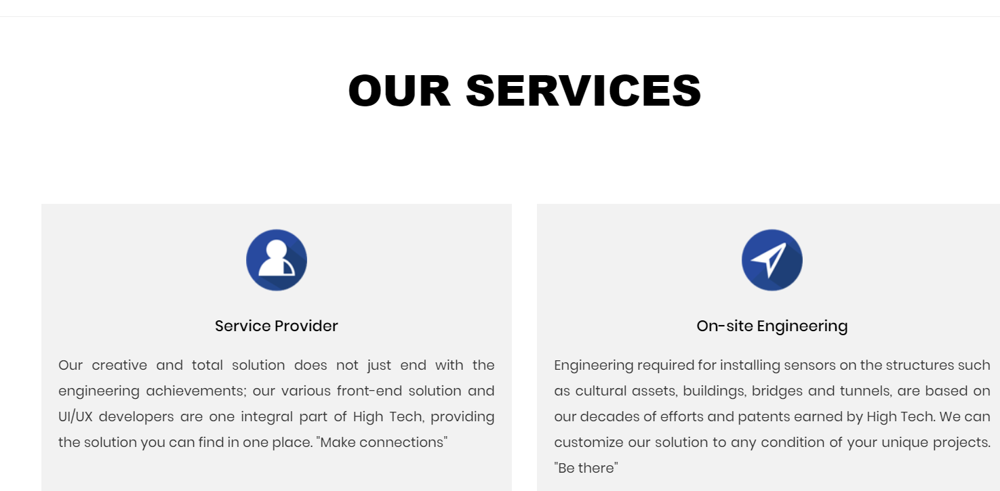 OUR SERVICES
Service Provider
Our creative and total solution does not just end with the
engineering achievements; our various front-end solution and
UI/UX developers are one integral part of High Tech, providing
the solution you can find in one place. "Make connections"
On-site Engineering
Engineering required for installing sensors on the structures such
as cultural assets, buildings, bridges and tunnels, are based on
our decades of efforts and patents earned by High Tech. We can
customize our solution to any condition of your unique projects.
"Be there"